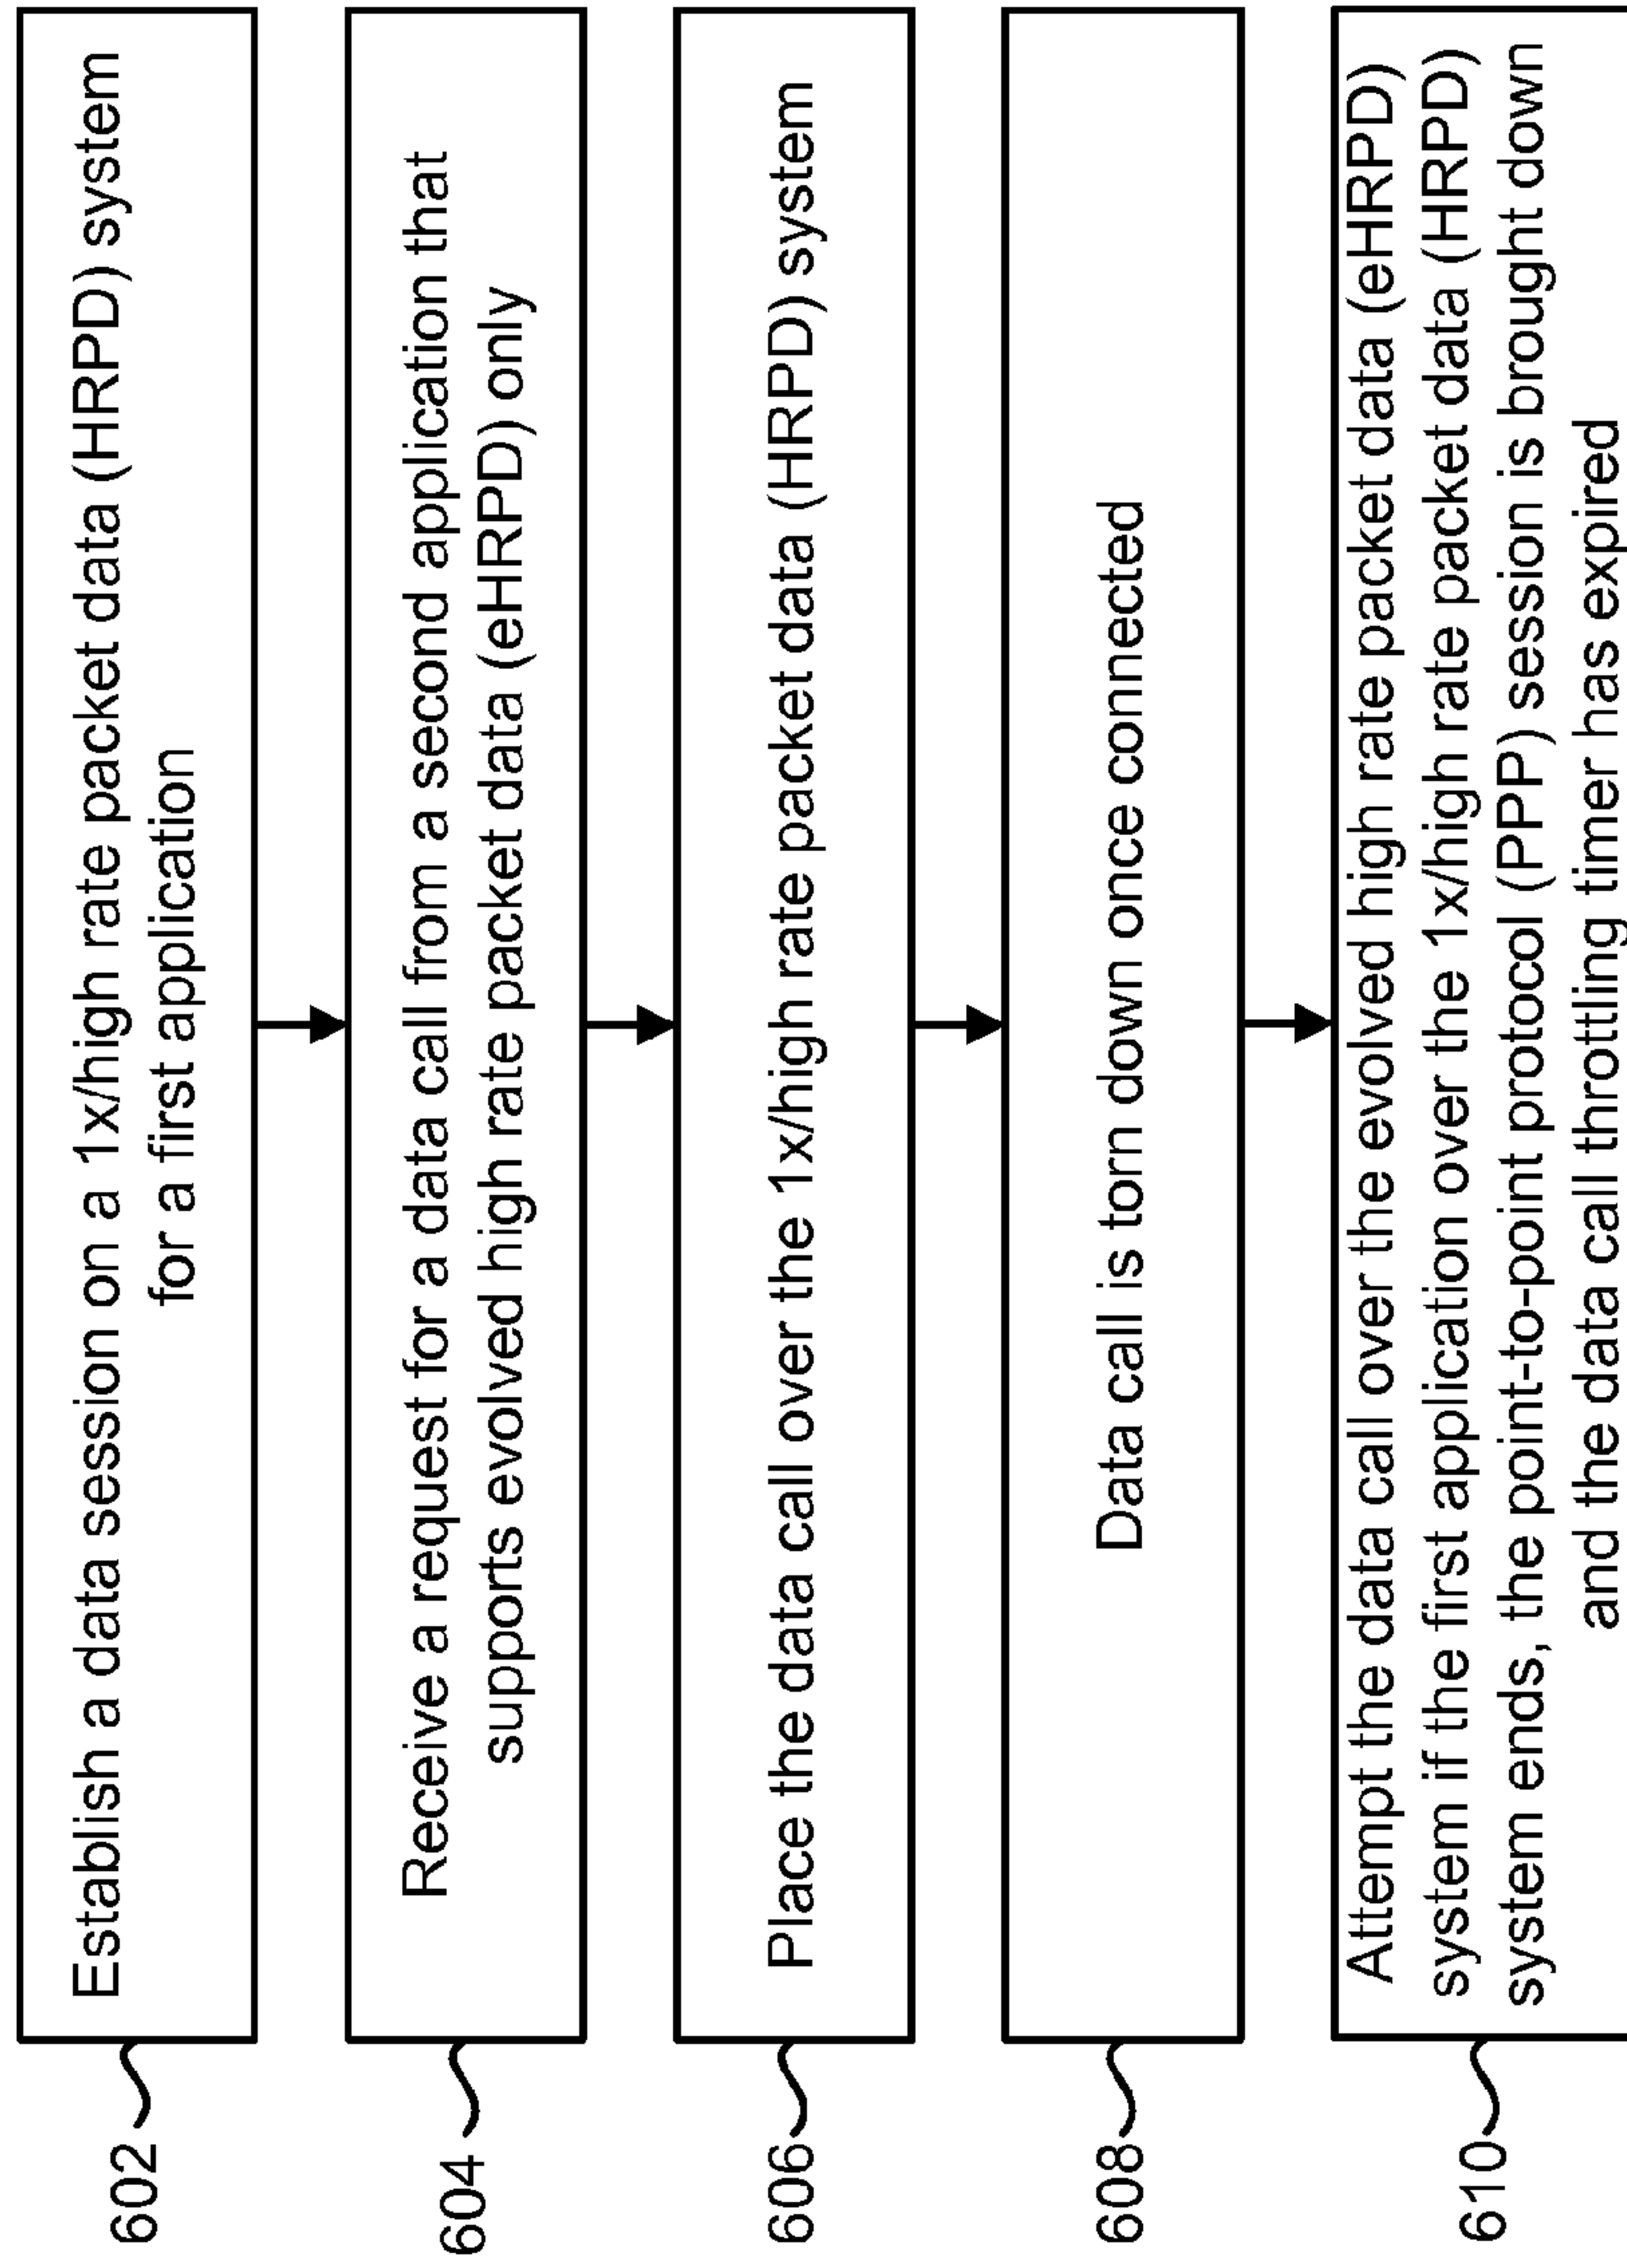 602
Establish a data session on a 1x/high rate packet data (HRPD) system
for a first application
604
Receive a request for a data call from a second application that
supports evolved high rate packet data (eHRPD) only
606
Place the data call over the 1x/high rate packet data (HRPD) system
608
Data call is torn down once connected
610
Attempt the data call over the evolved high rate packet data (eHRPD)
system if the first application over the 1x/high rate packet data (HRPD)
system ends, the point-to-point protocol (PPP) session is brought down
and the data call throttling timer has expired